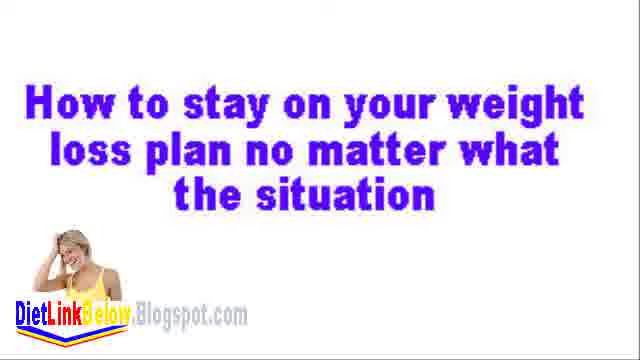 How to stay on your weight
loss plan no matter what
the situation
DietLinkBelow.Blogspot.com